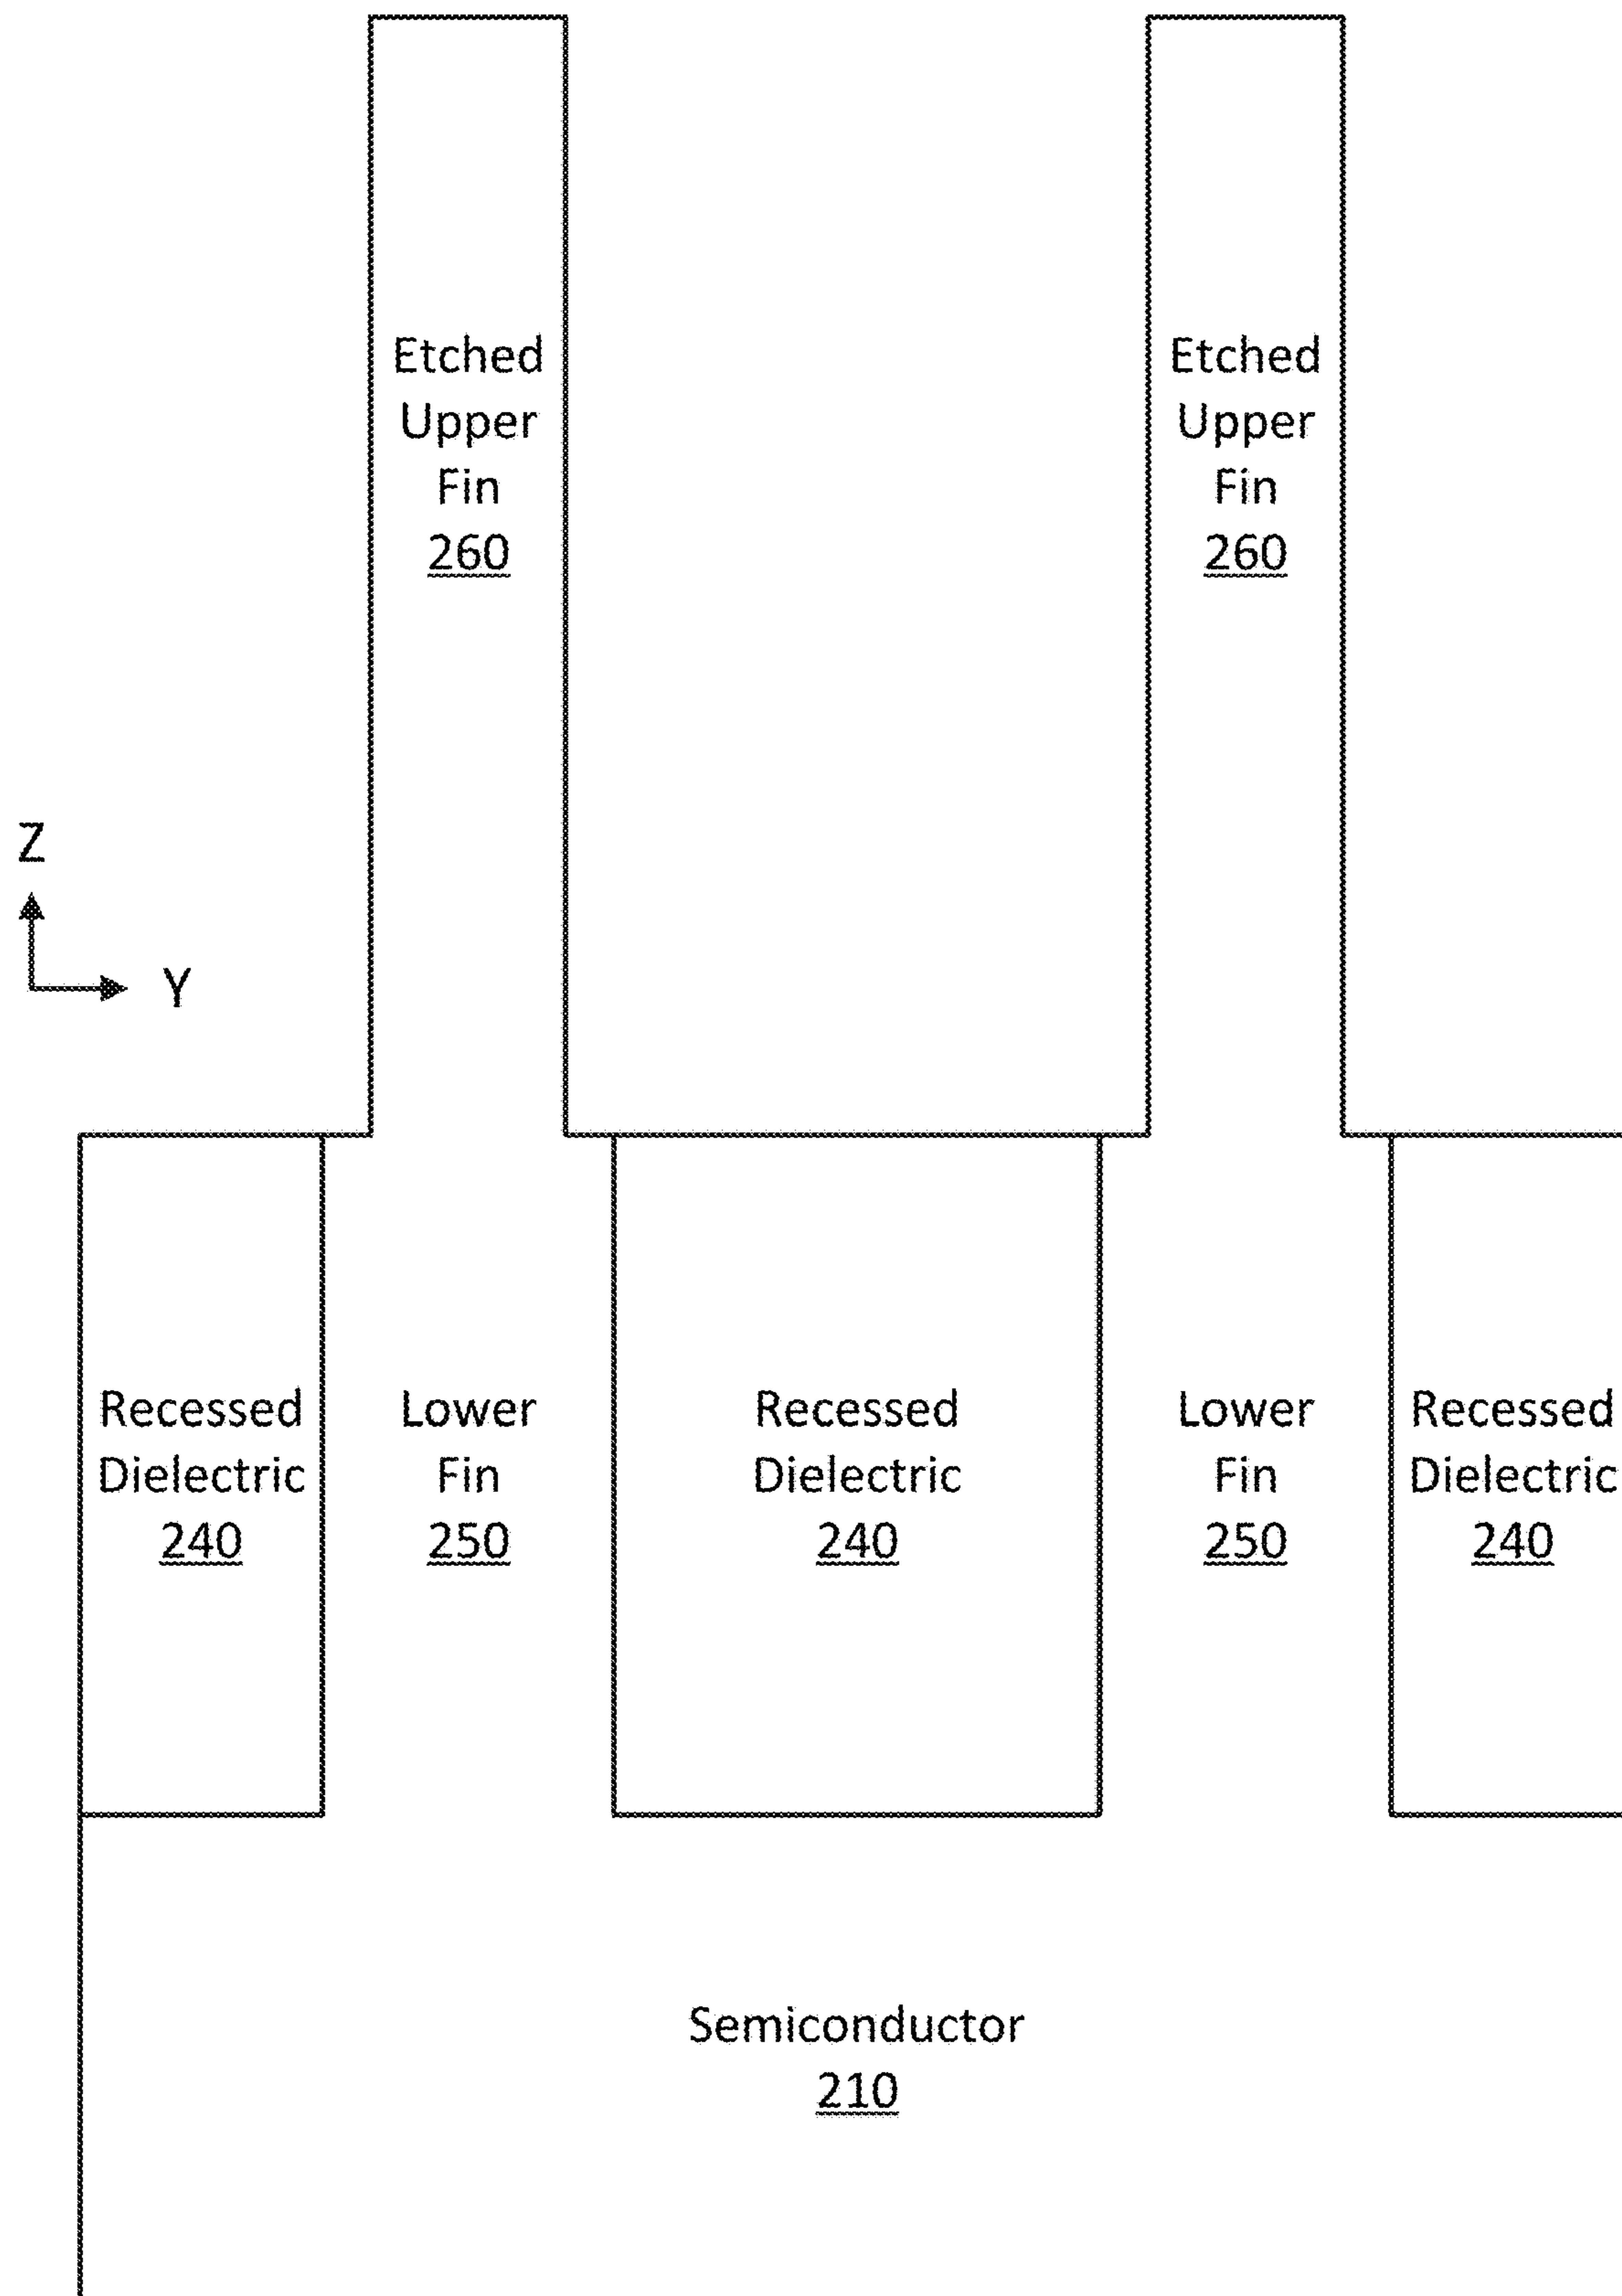 Etched
Upper
Fin
260
Etched
Upper
Fin
260
Z
Y
Recessed
Dielectric
240
Lower
Fin
250
Recessed
Dielectric
240
Lower
Fin
250
Recessed
Dielectric
240
Semiconductor
210